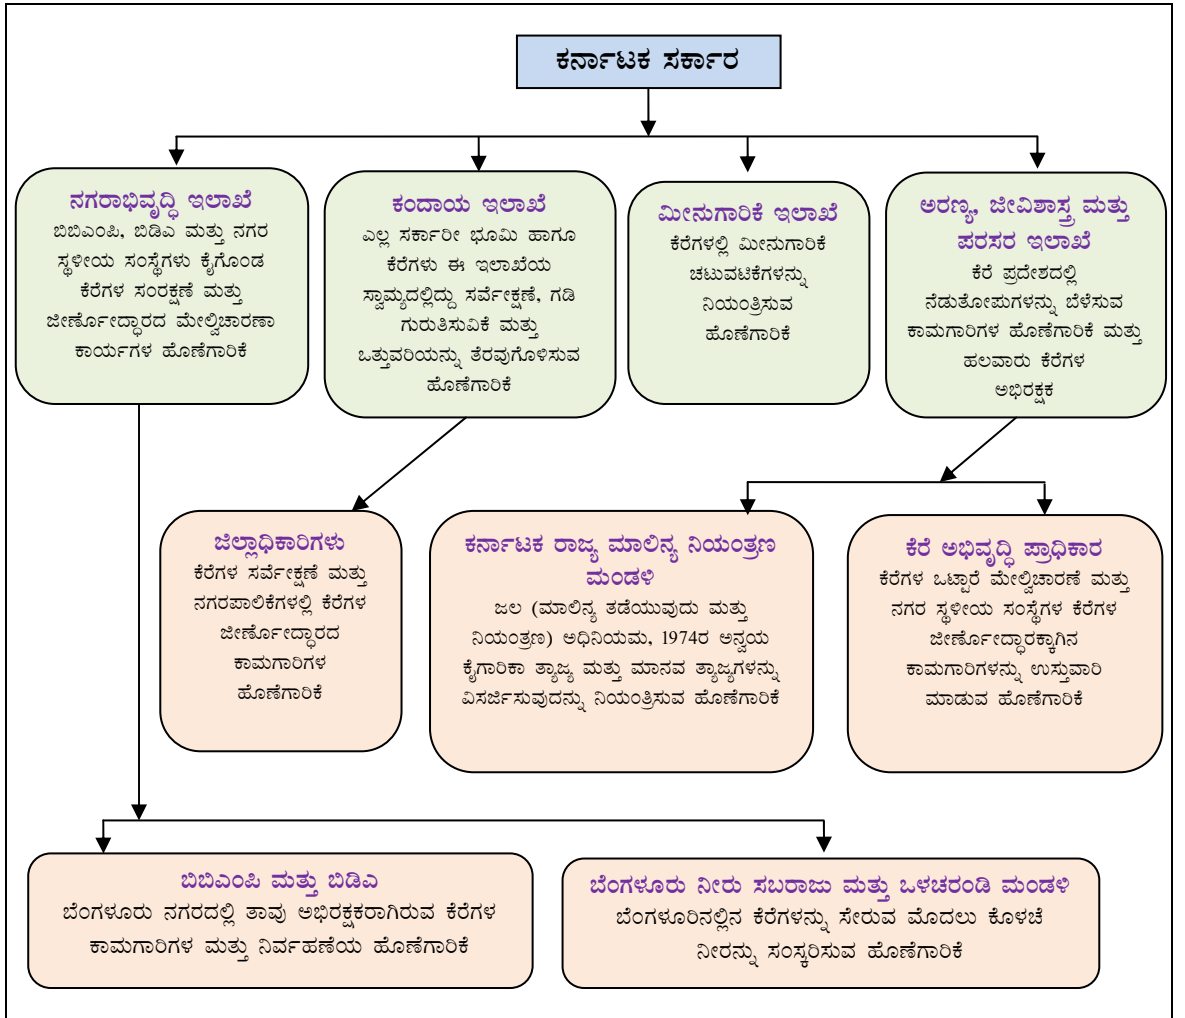 ಕರ್ನಾಟಕ ಸರ್ಕಾರ
ನಗರಾಭಿವೃದ್ಧಿ ಇಲಾಖೆ
ಬಿಬಿಎಂಪಿ, ಬಿಡಿಎ ಮತ್ತು ನಗರ
ಸ್ಥಳೀಯ ಸಂಸ್ಥೆಗಳು ಕೈಗೊಂಡ
ಕೆರೆಗಳ ಸಂರಕ್ಷಣೆ ಮತ್ತು
ಜೀರ್ಣೋದ್ಧಾರದ ಮೇಲ್ವಿಚಾರಣಾ
ಕಾರ್ಯಗಳ ಹೊಣೆಗಾರಿಕೆ
ಕಂದಾಯ ಇಲಾಖೆ
ಎಲ್ಲ ಸರ್ಕಾರೀ ಭೂಮಿ ಹಾಗೂ
ಕೆರೆಗಳು ಈ ಇಲಾಖೆಯ
ಸ್ವಾಮ್ಯದಲ್ಲಿದ್ದು ಸರ್ವೇಕ್ಷಣೆ, ಗಡಿ
ಗುರುತಿಸುವಿಕೆ ಮತ್ತು
ಒತ್ತುವರಿಯನ್ನು ತೆರವುಗೊಳಿಸುವ
ಹೊಣೆಗಾರಿಕೆ
ಮೀನುಗಾರಿಕೆ ಇಲಾಖೆ
ಕೆರೆಗಳಲ್ಲಿ ಮೀನುಗಾರಿಕೆ
ಚಟುವಟಿಕೆಗಳನ್ನು
ನಿಯಂತ್ರಿಸುವ
ಹೊಣೆಗಾರಿಕೆ
ಅರಣ್ಯ, ಜೀವಿಶಾಸ್ತ್ರ ಮತ್ತು
ಪರಸರ ಇಲಾಖೆ
ಕೆರೆ ಪ್ರದೇಶದಲ್ಲಿ
ನೆಡುತೋಪುಗಳನ್ನು ಬೆಳೆಸುವ
ಕಾಮಗಾರಿಗಳ ಹೊಣೆಗಾರಿಕೆ ಮತ್ತು
ಹಲವಾರು ಕೆರೆಗಳ
ಅಭಿರಕ್ಷಕ
ಜಿಲ್ಲಾಧಿಕಾರಿಗಳು
ಕೆರೆಗಳ ಸರ್ವೇಕ್ಷಣೆ ಮತ್ತು
ನಗರಪಾಲಿಕೆಗಳಲ್ಲಿ ಕೆರೆಗಳ
ಜೀರ್ಣೋದ್ಧಾರದ
ಕಾಮಗಾರಿಗಳ
ಹೊಣೆಗಾರಿಕೆ
ಕರ್ನಾಟಕ ರಾಜ್ಯ ಮಾಲಿನ್ಯ ನಿಯಂತ್ರಣ
ಮಂಡಳಿ
ಜಲ (ಮಾಲಿನ್ಯ ತಡೆಯುವುದು ಮತ್ತು
ನಿಯಂತ್ರಣ) ಅಧಿನಿಯಮ, 1974ರ ಅನ್ವಯ
ಕೈಗಾರಿಕಾ ತ್ಯಾಜ್ಯ ಮತ್ತು ಮಾನವ ತ್ಯಾಜ್ಯಗಳನ್ನು
ವಿಸರ್ಜಿಸುವುದನ್ನು ನಿಯಂತ್ರಿಸುವ ಹೊಣೆಗಾರಿಕೆ
ಕೆರೆ ಅಭಿವೃದ್ಧಿ ಪ್ರಾಧಿಕಾರ
ಕೆರೆಗಳ ಒಟ್ಟಾರೆ ಮೇಲ್ವಿಚಾರಣೆ ಮತ್ತು
ನಗರ ಸ್ಥಳೀಯ ಸಂಸ್ಥೆಗಳ ಕೆರೆಗಳ
ಜೀರ್ಣೋದ್ಧಾರಕ್ಕಾಗಿನ
ಕಾಮಗಾರಿಗಳನ್ನು ಉಸ್ತುವಾರಿ
ಮಾಡುವ ಹೊಣೆಗಾರಿಕೆ
ಬಿಬಿಎಂಪಿ ಮತ್ತು ಬಿಡಿಎ
ಬೆಂಗಳೂರು ನಗರದಲ್ಲಿ ತಾವು ಅಭಿರಕ್ಷಕರಾಗಿರುವ ಕೆರೆಗಳ
ಕಾಮಗಾರಿಗಳ ಮತ್ತು ನಿರ್ವಹಣೆಯ ಹೊಣೆಗಾರಿಕೆ
ಬೆಂಗಳೂರು ನೀರು ಸಬರಾಜು ಮತ್ತು ಒಳಚರಂಡಿ ಮಂಡಳಿ
ಬೆಂಗಳೂರಿನಲ್ಲಿನ ಕೆರೆಗಳನ್ನು ಸೇರುವ ಮೊದಲು ಕೊಳಚೆ
ನೀರನ್ನು ಸಂಸ್ಕರಿಸುವ ಹೊಣೆಗಾರಿಕೆ